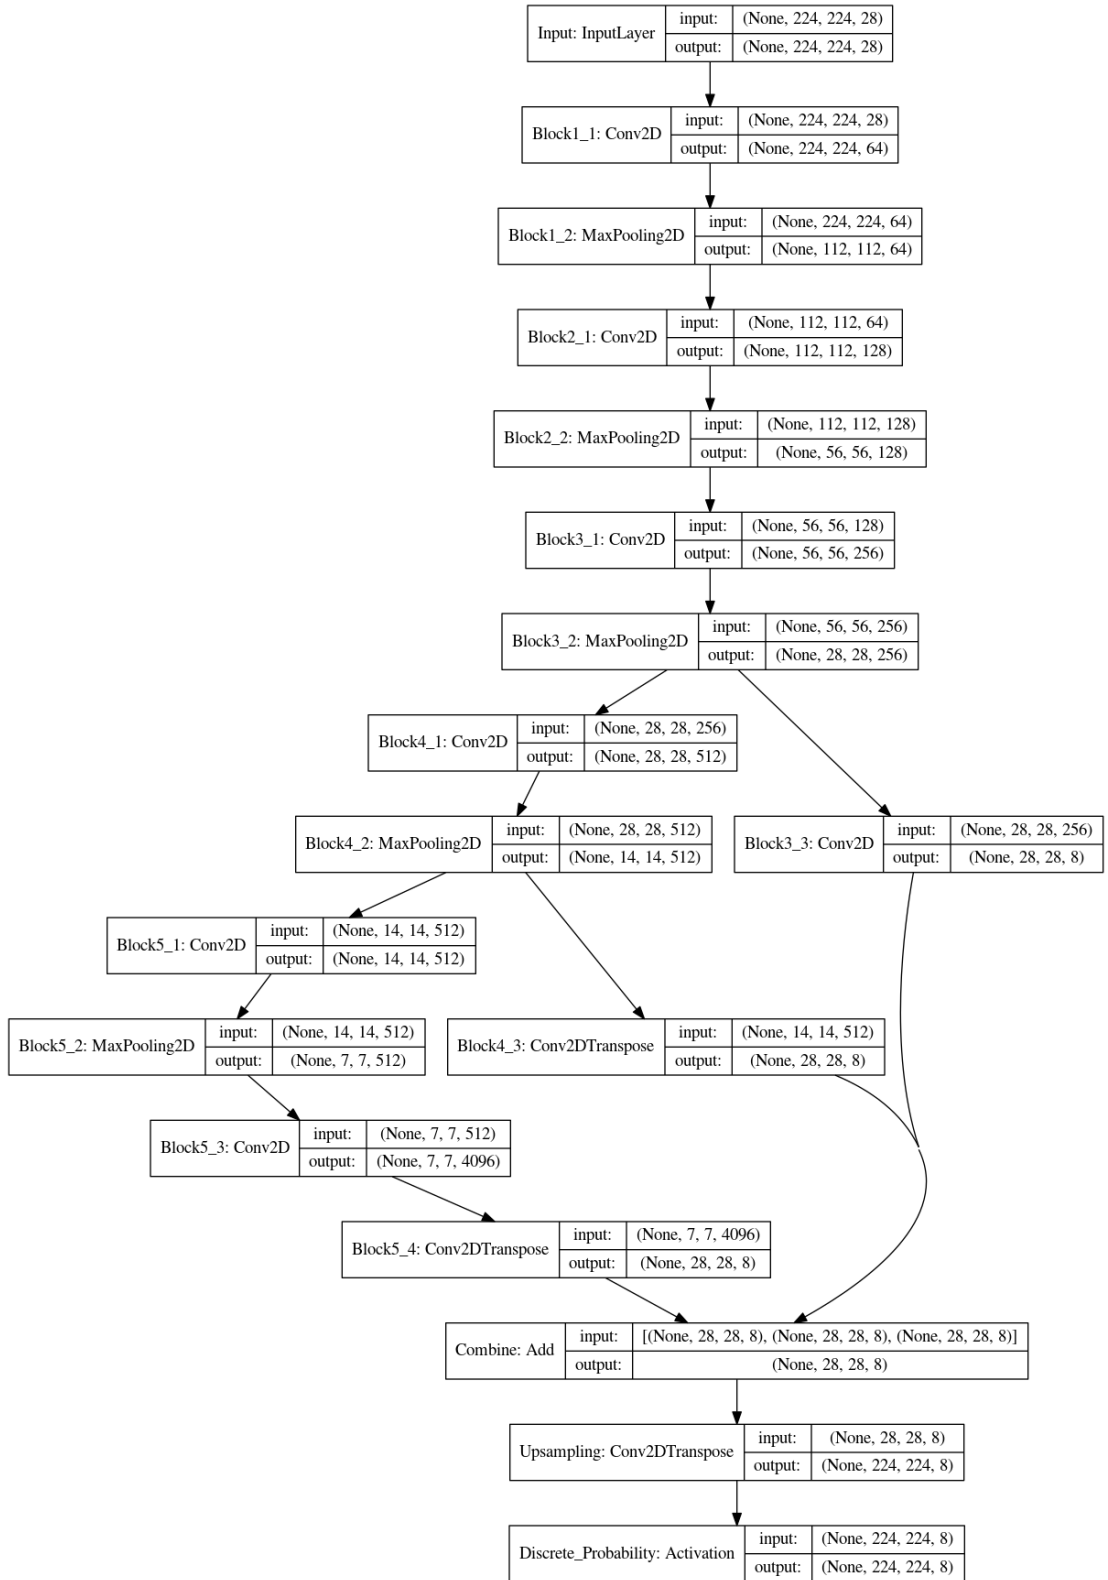 Input: InputLayer
input: (None, 224, 224, 28)
output: (None, 224, 224, 28)
Block1_1: Conv2D
input: (None, 224, 224, 28)
output: (None, 224, 224, 64)
Block1_2: MaxPooling2D
input: (None, 224, 224, 64)
output: (None, 112, 112, 64)
Block2_1: Conv2D
input: (None, 112, 112, 64)
output: (None, 112, 112, 128)
Block2_2: MaxPooling2D
input: (None, 112, 112, 128)
output: (None, 56, 56, 128)
Block3_1: Conv2D
input: (None, 56, 56, 128)
output: (None, 56, 56, 256)
Block3_2: MaxPooling2D
input: (None, 56, 56, 256)
output: (None, 28, 28, 256)
Block4_1: Conv2D
input: (None, 28, 28, 256)
output: (None, 28, 28, 512)
Block4_2: MaxPooling2D
input: (None, 28, 28, 512)
output: (None, 14, 14, 512)
Block3_3: Conv2D
input: (None, 28, 28, 256)
output: (None, 28, 28, 8)
Block5_1: Conv2D
input: (None, 14, 14, 512)
output: (None, 14, 14, 512)
Block5_2: MaxPooling2D
input: (None, 14, 14, 512)
output: (None, 7, 7, 512)
Block4_3: Conv2DTranspose
input: (None, 14, 14, 512)
output: (None, 28, 28, 8)
Block5_3: Conv2D
input: (None, 7, 7, 512)
output: (None, 7, 7, 4096)
Block5_4: Conv2DTranspose
input: (None, 7, 7, 4096)
output: (None, 28, 28, 8)
Combine: Add
input: [(None, 28, 28, 8), (None, 28, 28, 8), (None, 28, 28, 8)]
output: (None, 28, 28, 8)
Upsampling: Conv2DTranspose
input: (None, 28, 28, 8)
output: (None, 224, 224, 8)
Discrete_Probability: Activation
input: (None, 224, 224, 8)
output: (None, 224, 224, 8)